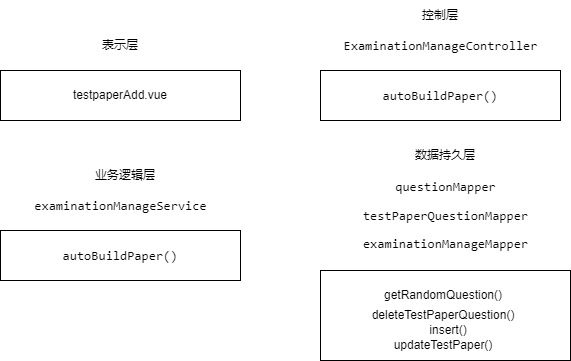 表示层
testpaperAdd.vue
控制层
ExaminationManageController
autoBuildPaper()
业务逻辑层
examinationManageService
autoBuildPaper()
数据持久层
questionMapper
testPaperQuestionMapper
examinationManageMapper
getRandomQuestion()
deleteTestPaperQuestion()
insert()
updateTestPaper()